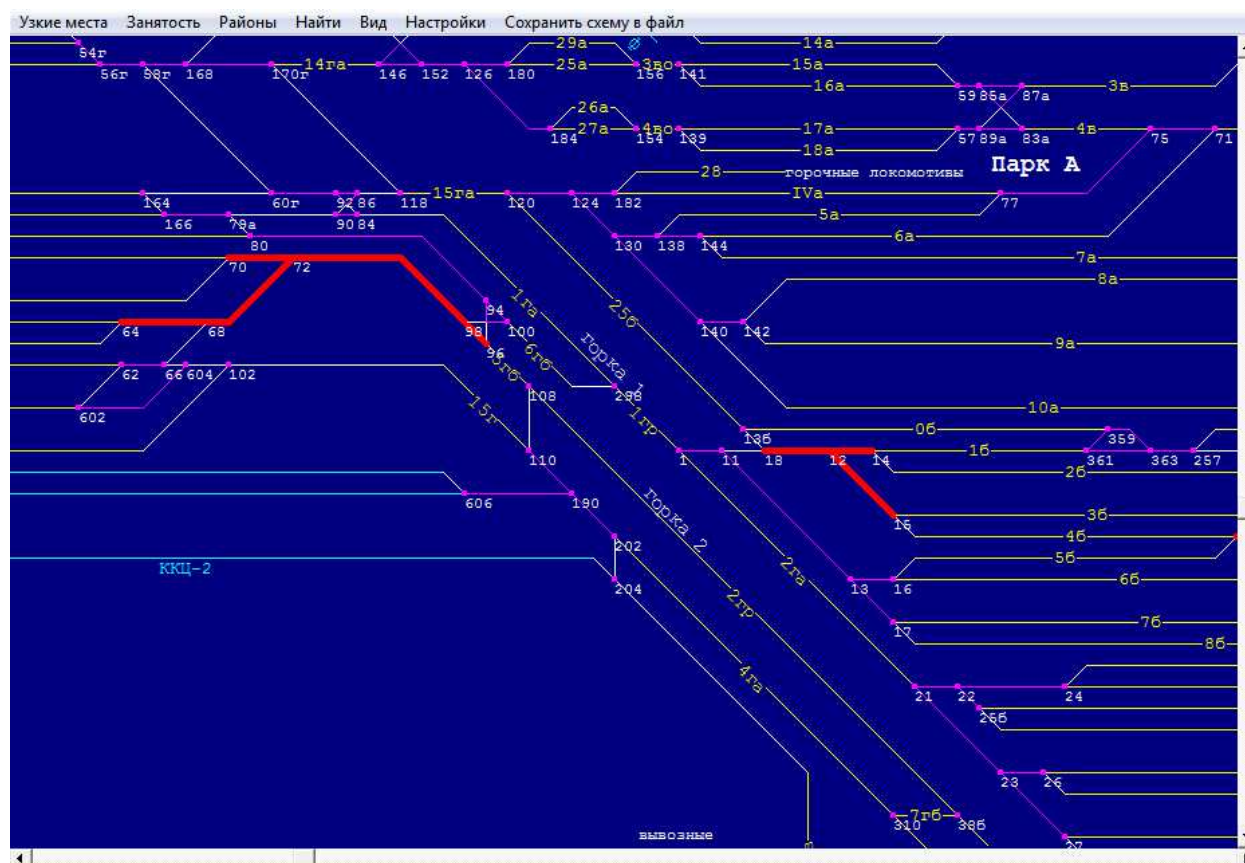 Узкие места Занятость Районы Найти Вид Настройки Сохранить схему в файл
29а 14а
54г
14га 25а 3во 15а
56г 58г 168 170г 146 152 126 180 156 141
16а 3в
59 85а 87а
26а
27а 4во 17а 4в
184 154 139 57 89а 83а 75 71
18а
Парк А
28 горочные локомотивы
15га IVа
164 60г 92 86 118 120 124 182 77
5а
166 79а 90 84
6а
80 130 138 144
7а
70 72
8а
1га 25б
94
64 68 98 100 140 142
горка 1
9а
96 6гб
5гб
62 66 604 102
108 298
15г 10а
602 1гр
0б
13б 359
1б
110 1 11 18 12 14 361 363 257
2б
606 190 горка 2
3б
15
4б
202
5б
ККЦ-2 2га
6б
204 13 16
2гр
7б
17
8б
4га
21 22 24
25б
23 26
7гб
310 38б
вывозные
27